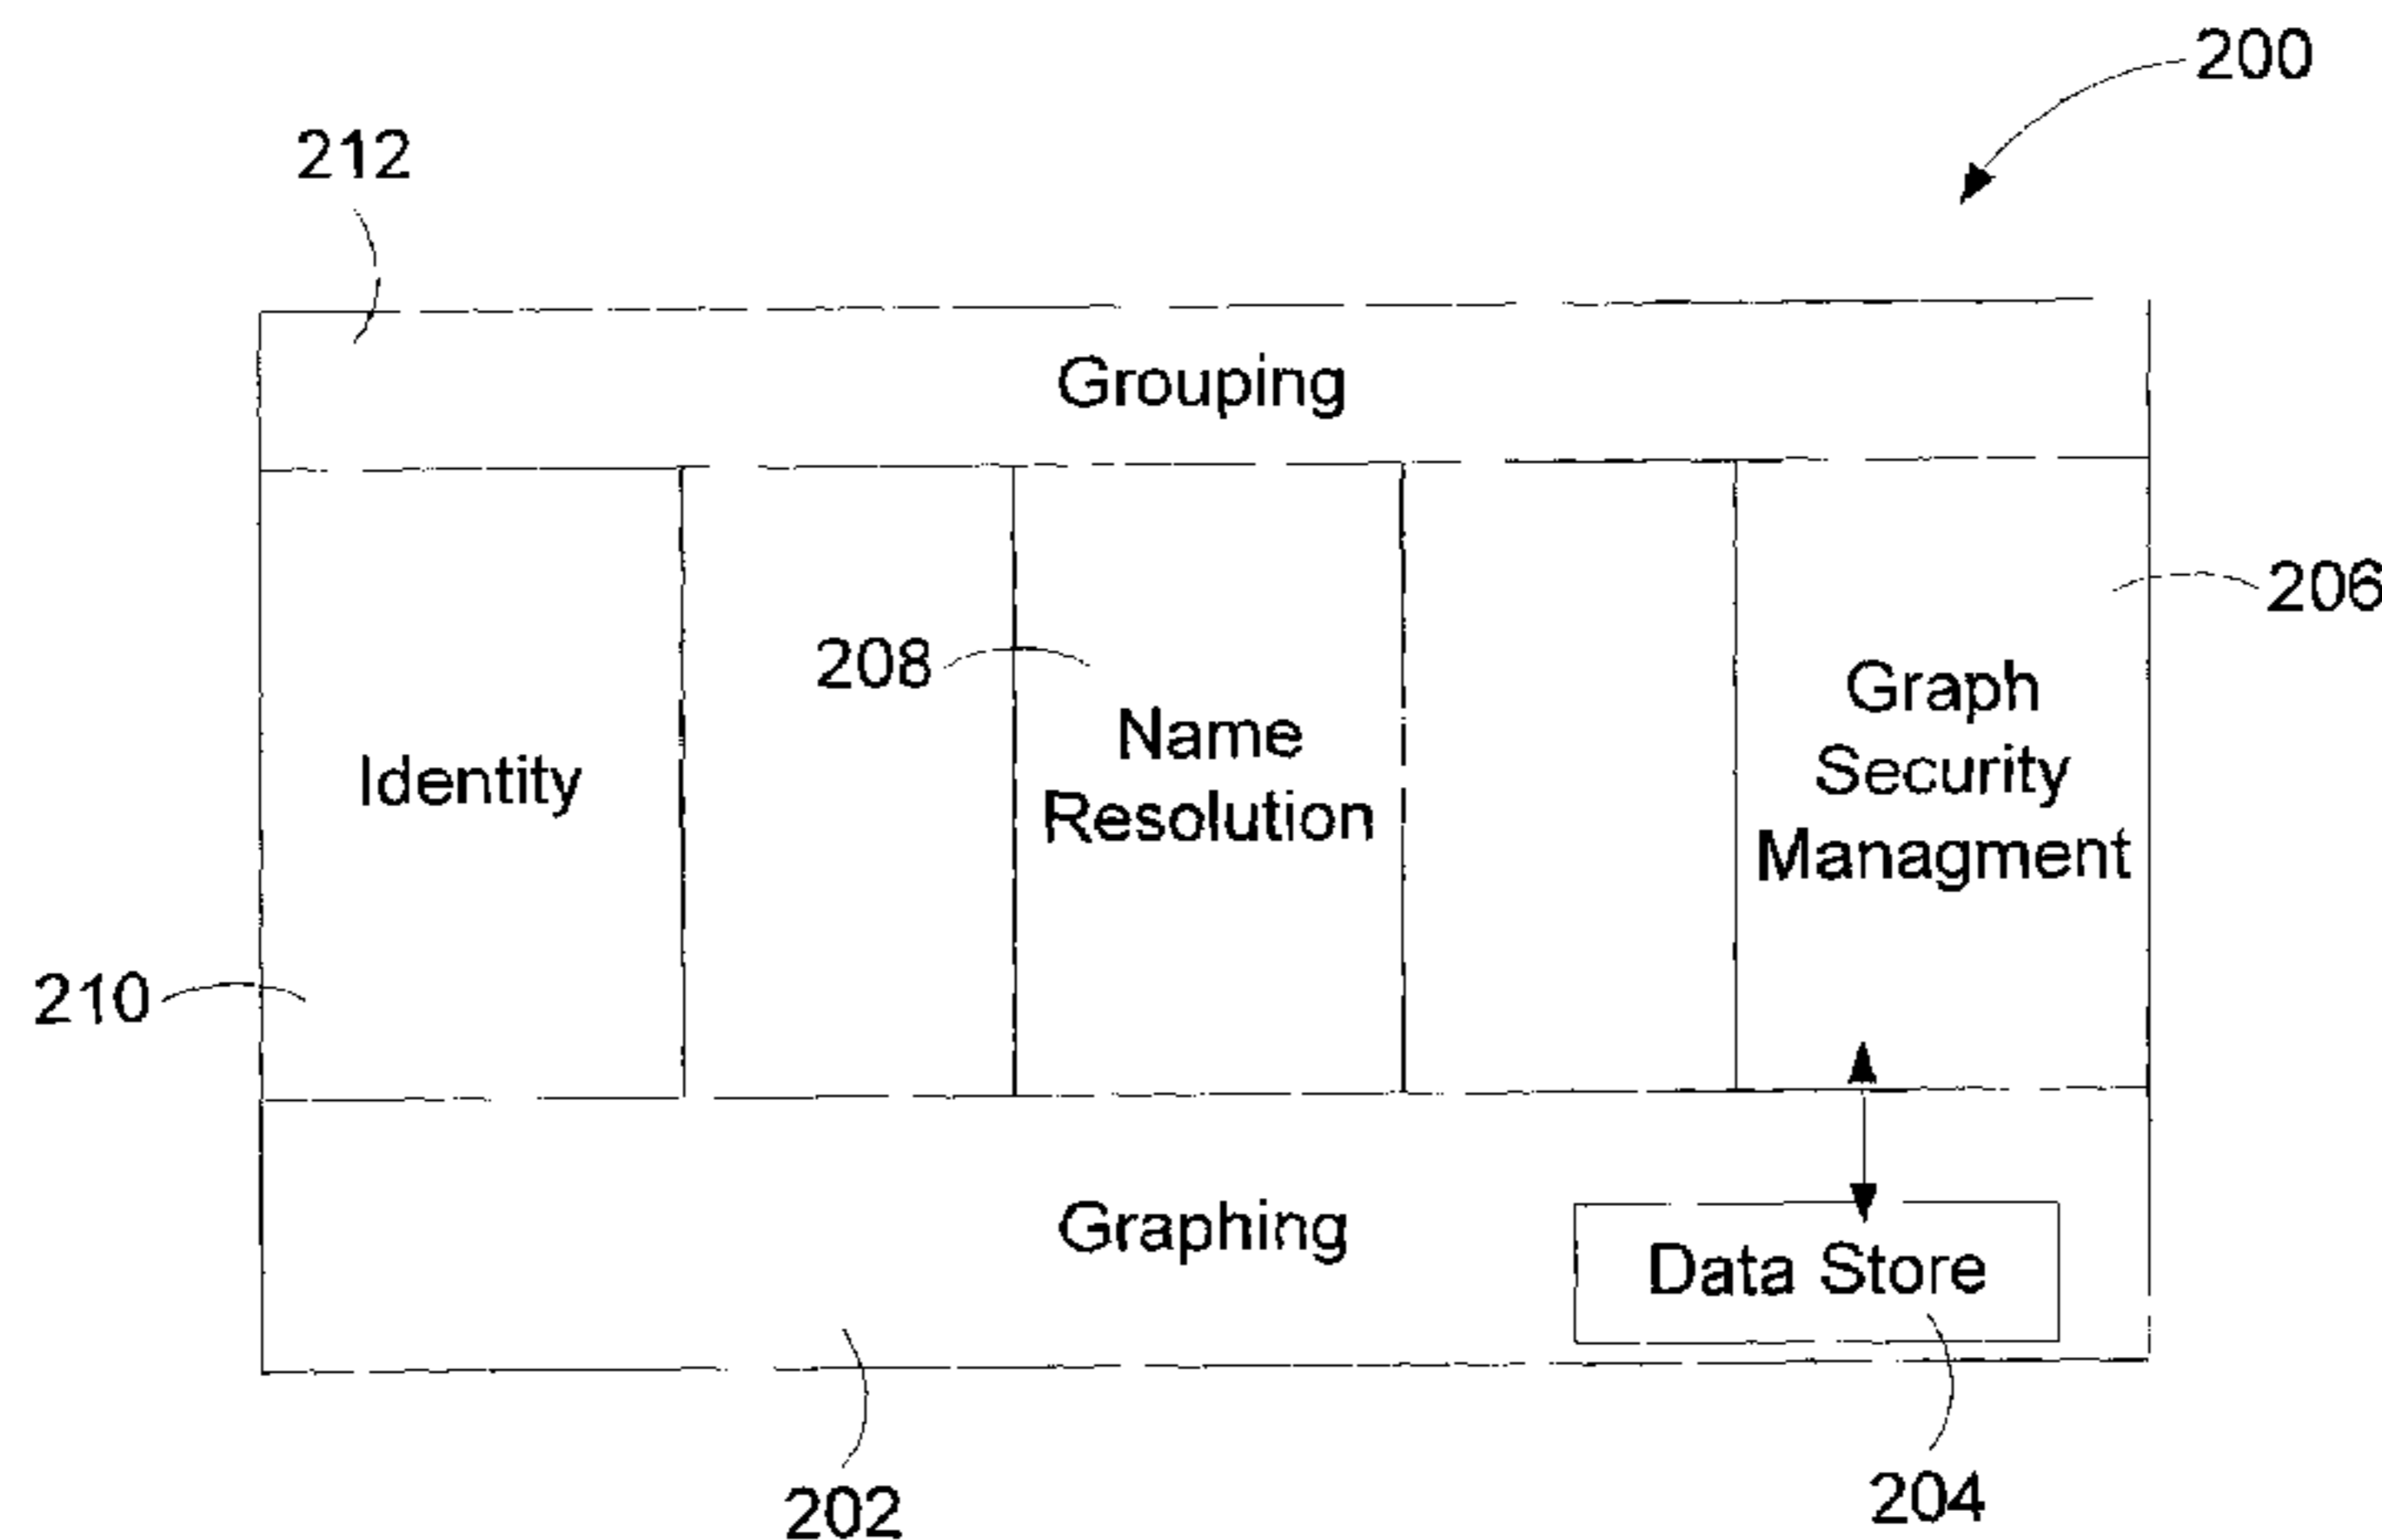 200
212
Grouping
206
208
Graph
Security
Managment
Name
Resolution
Identity
210
Graphing
Data Store
202
204